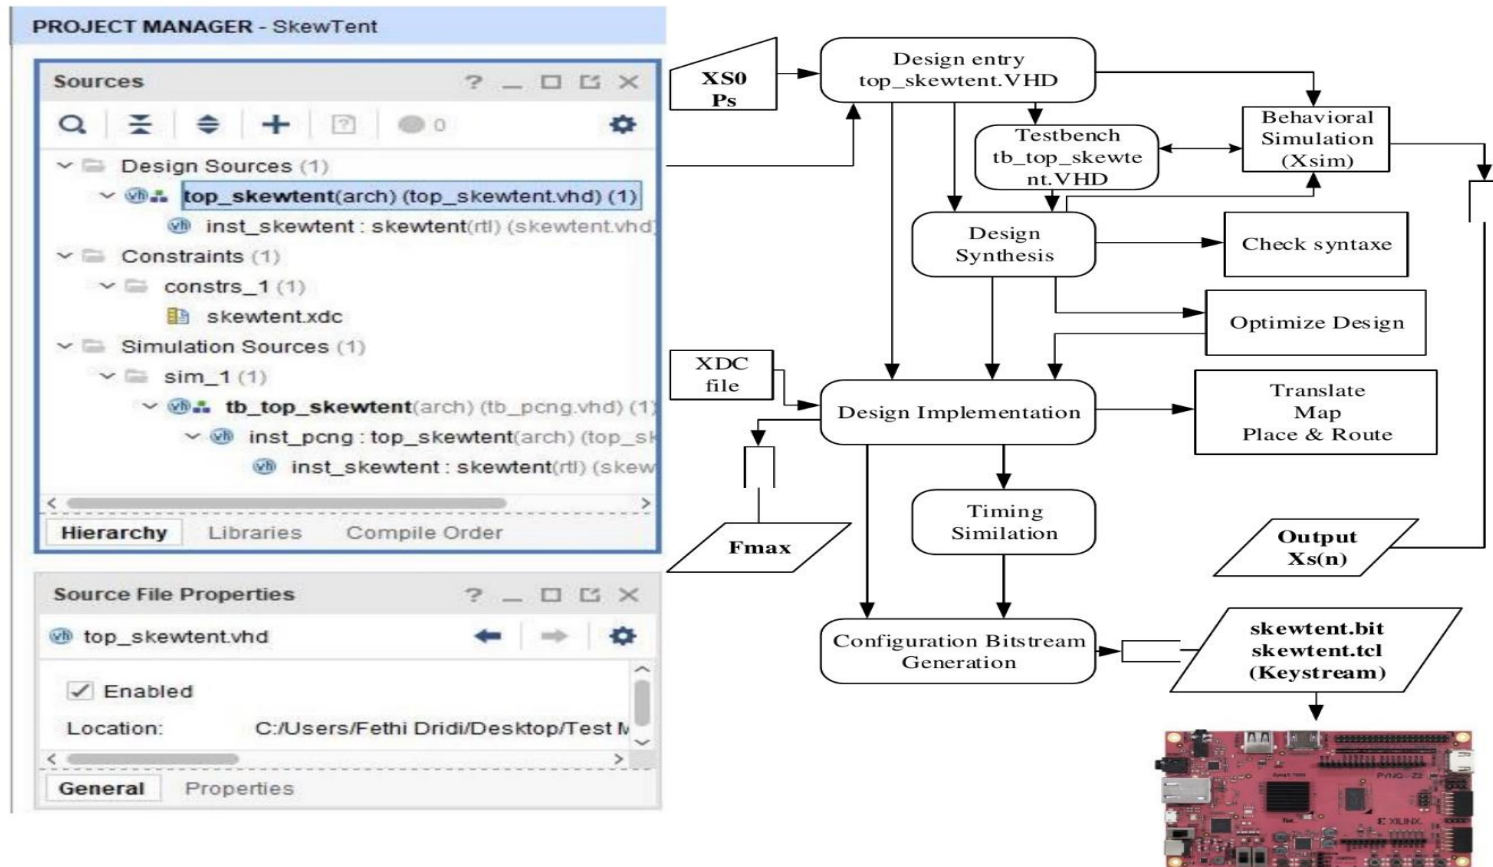 PROJECT MANAGER - SkewTent
Sources
? _
0
Design Sources (1)
top_skewtent(arch) (top_skewtent.vhd) (1)
inst_skewtent : skewtent(rtl) (skewtent.vhd)
Constraints (1)
constrs_1 (1)
skewtent.xdc
Simulation Sources (1)
sim_1 (1)
tb_top_skewtent(arch) (tb_pcng.vhd) (1)
inst_pcng : top_skewtent(arch) (top_sk
inst_skewtent : skewtent(rtl) (skew
Hierarchy Libraries Compile Order
Source File Properties
? _
top_skewtent.vhd
Enabled
Location: C:/Users/Fethi Dridi/Desktop/Test M
General Properties
XS0
Ps
Design entry
top_skewtent.VHD
Testbench
tb_top_skewte
nt.VHD
Behavioral
Simulation
(Xsim)
Design
Synthesis
Check syntaxe
Optimize Design
XDC
file
Design Implementation
Translate
Map
Place & Route
Fmax
Timing
Similation
Output
Xs(n)
Configuration Bitstream
Generation
skewtent.bit
skewtent.tcl
(Keystream)
PYNQ-Z2
XILINX